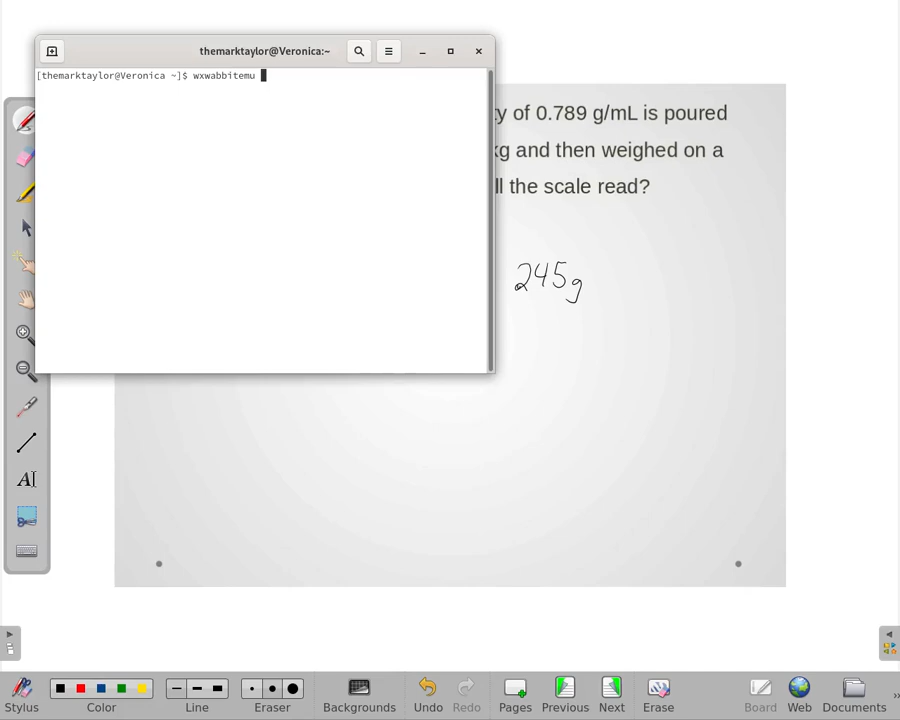 themarktaylor@Veronica:~
[themarktaylor@Veronica ~]$ wxwabbitemu
ty of 0.789 g/mL is poured
kg and then weighed on a
ll the scale read?
245g
Stylus
Color
Line
Eraser
Backgrounds
Undo
Redo
Pages
Previous
Next
Erase
Board
Web
Documents